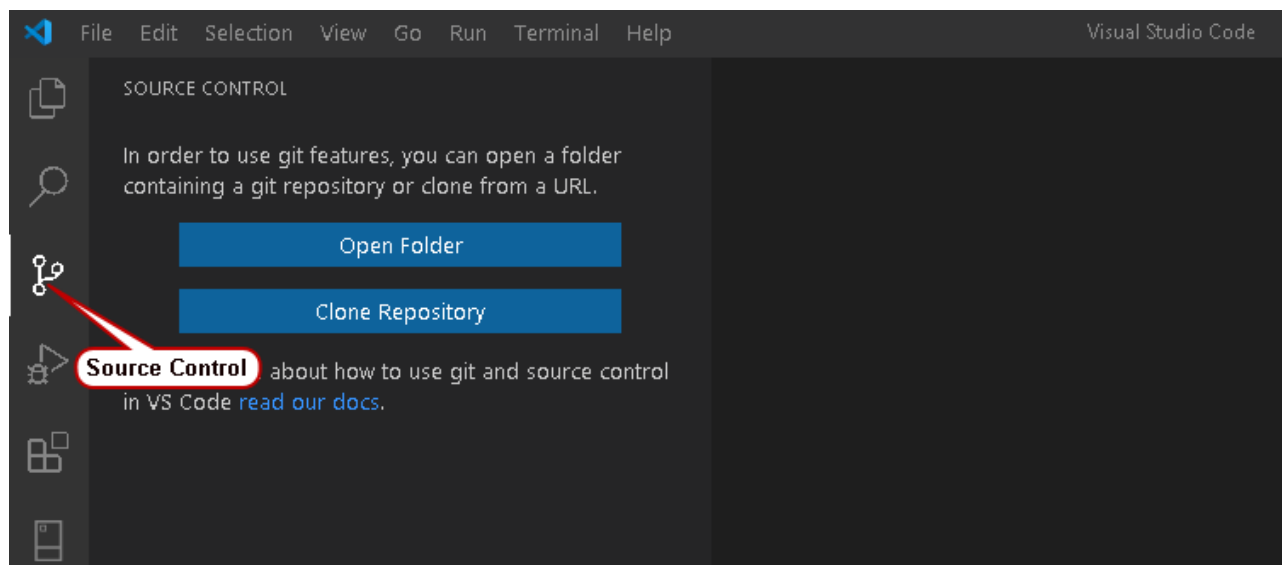 File Edit Selection View Go Run Terminal Help Visual Studio Code
SOURCE CONTROL
In order to use git features, you can open a folder
containing a git repository or clone from a URL.
Open Folder
Clone Repository
Source Control
about how to use git and source control
in VS Code read our docs.